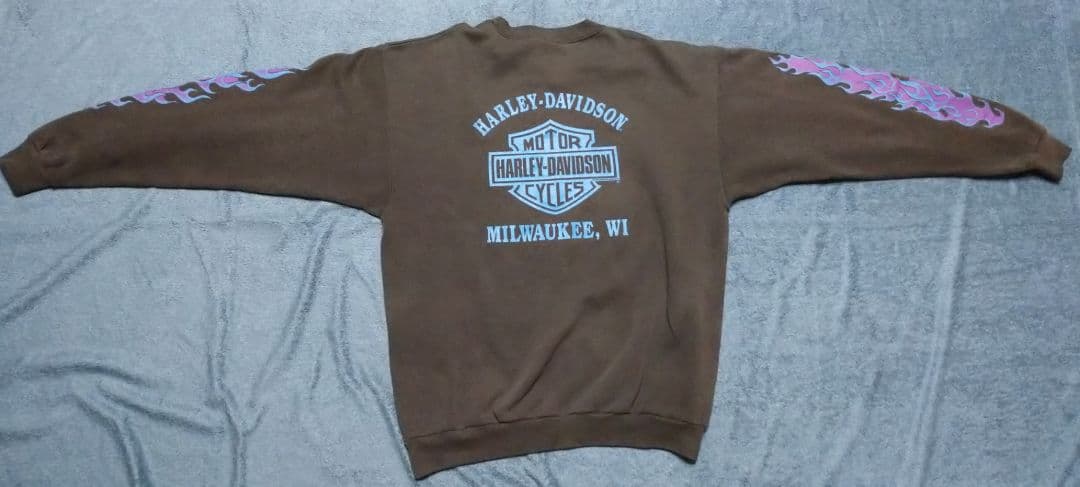 HARLEY-DAVIDSON
MOTOR
HARLEY-DAVIDSON
CYCLES
MILWAUKEE, WI